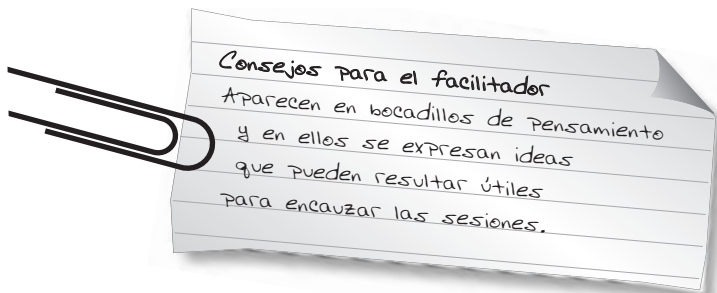 Consejos para el facilitador
Aparecen en bocadillos de pensamiento
y en ellos se expresan ideas
que pueden resultar útiles
para encauzar las sesiones.